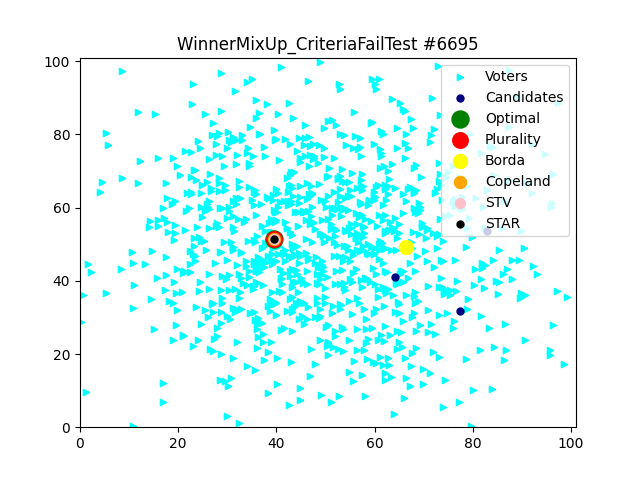 WinnerMixUp_CriteriaFailTest #6695
Voters
Candidates
Optimal
Plurality
Borda
Copeland
STV
STAR
100
80
60
40
20
0
0 20 40 60 80 100